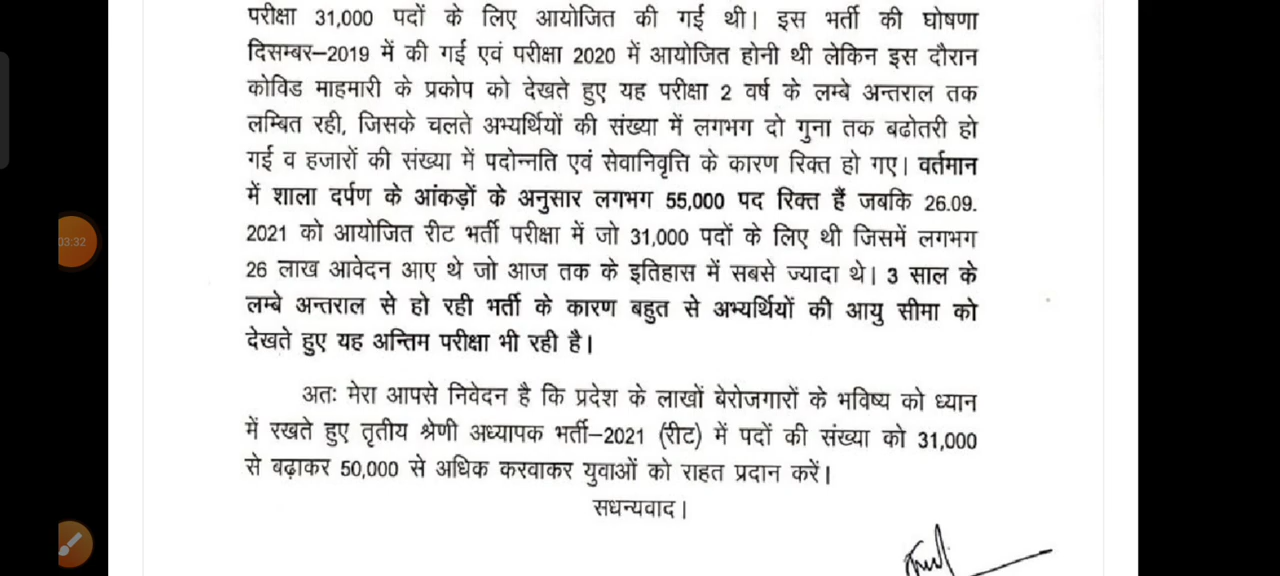 परीक्षा 31,000 पदों के लिए आयोजित की गई थी। इस भर्ती की घोषणा
दिसम्बर–2019 में की गई एवं परीक्षा 2020 में आयोजित होनी थी लेकिन इस दौरान
कोविड माहमारी के प्रकोप को देखते हुए यह परीक्षा 2 वर्ष के लम्बे अन्तराल तक
लम्बित रही, जिसके चलते अभ्यर्थियों की संख्या में लगभग दो गुना तक बढोतरी हो
गई व हजारों की संख्या में पदोन्नति एवं सेवानिवृत्ति के कारण रिक्त हो गए। वर्तमान
में शाला दर्पण के आंकड़ों के अनुसार लगभग 55,000 पद रिक्त हैं जबकि 26.09.
2021 को आयोजित रीट भर्ती परीक्षा में जो 31,000 पदों के लिए थी जिसमें लगभग
26 लाख आवेदन आए थे जो आज तक के इतिहास में सबसे ज्यादा थे। 3 साल के
लम्बे अन्तराल से हो रही भर्ती के कारण बहुत से अभ्यर्थियों की आयु सीमा को
देखते हुए यह अन्तिम परीक्षा भी रही है।
03:32
अतः मेरा आपसे निवेदन है कि प्रदेश के लाखों बेरोजगारों के भविष्य को ध्यान
में रखते हुए तृतीय श्रेणी अध्यापक भर्ती–2021 (रीट) में पदों की संख्या को 31,000
से बढ़ाकर 50,000 से अधिक करवाकर युवाओं को राहत प्रदान करें।
सधन्यवाद।